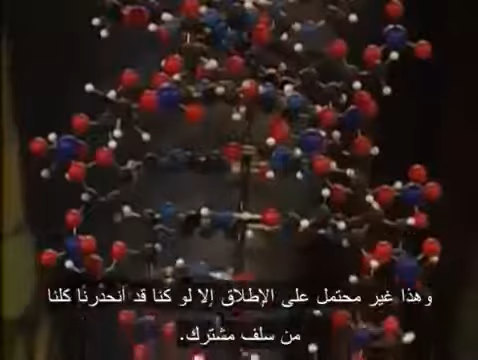 وهذا غير محتمل على الإطلاق إلا لو كنا قد أنحدرنا كلنا
من سلف مشترك.